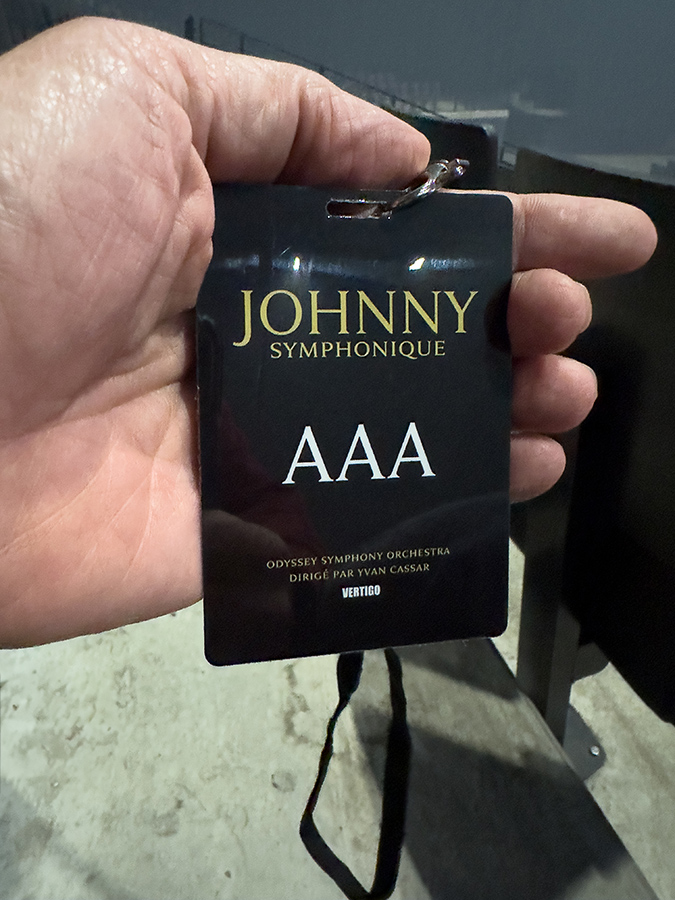 JOHNNY
SYMPHONIQUE
AAA
ODYSSEY SYMPHONY ORCHESTRA
DIRIGÉ PAR YVAN CASSAR
VERTIGO